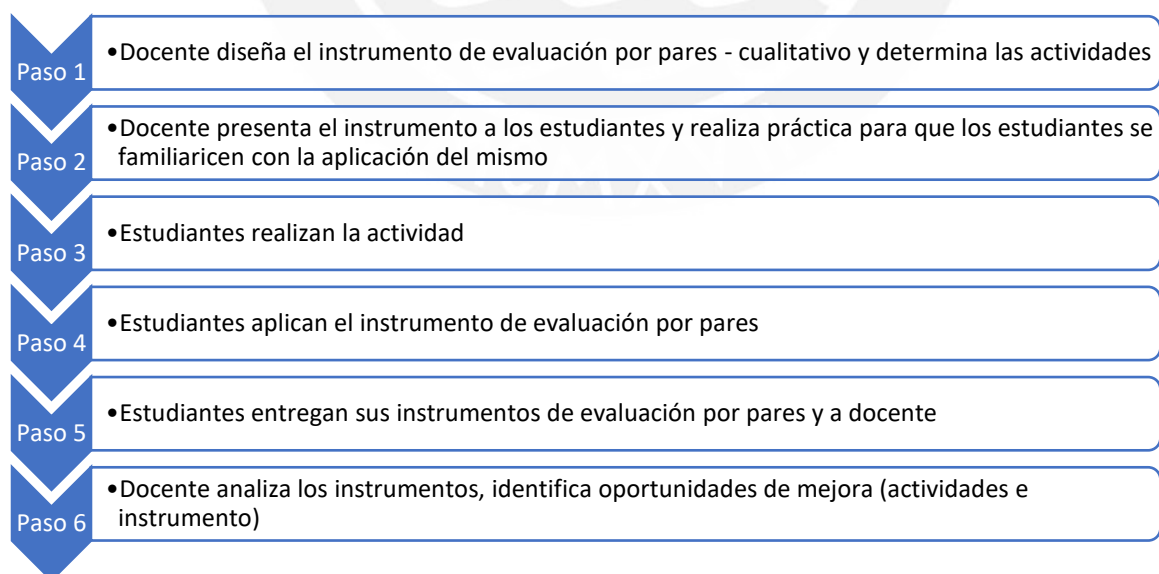 Paso 1
•Docente diseña el instrumento de evaluación por pares - cualitativo y determina las actividades
Paso 2
•Docente presenta el instrumento a los estudiantes y realiza práctica para que los estudiantes se
familiaricen con la aplicación del mismo
Paso 3
•Estudiantes realizan la actividad
Paso 4
•Estudiantes aplican el instrumento de evaluación por pares
Paso 5
•Estudiantes entregan sus instrumentos de evaluación por pares y a docente
Paso 6
•Docente analiza los instrumentos, identifica oportunidades de mejora (actividades e
instrumento)